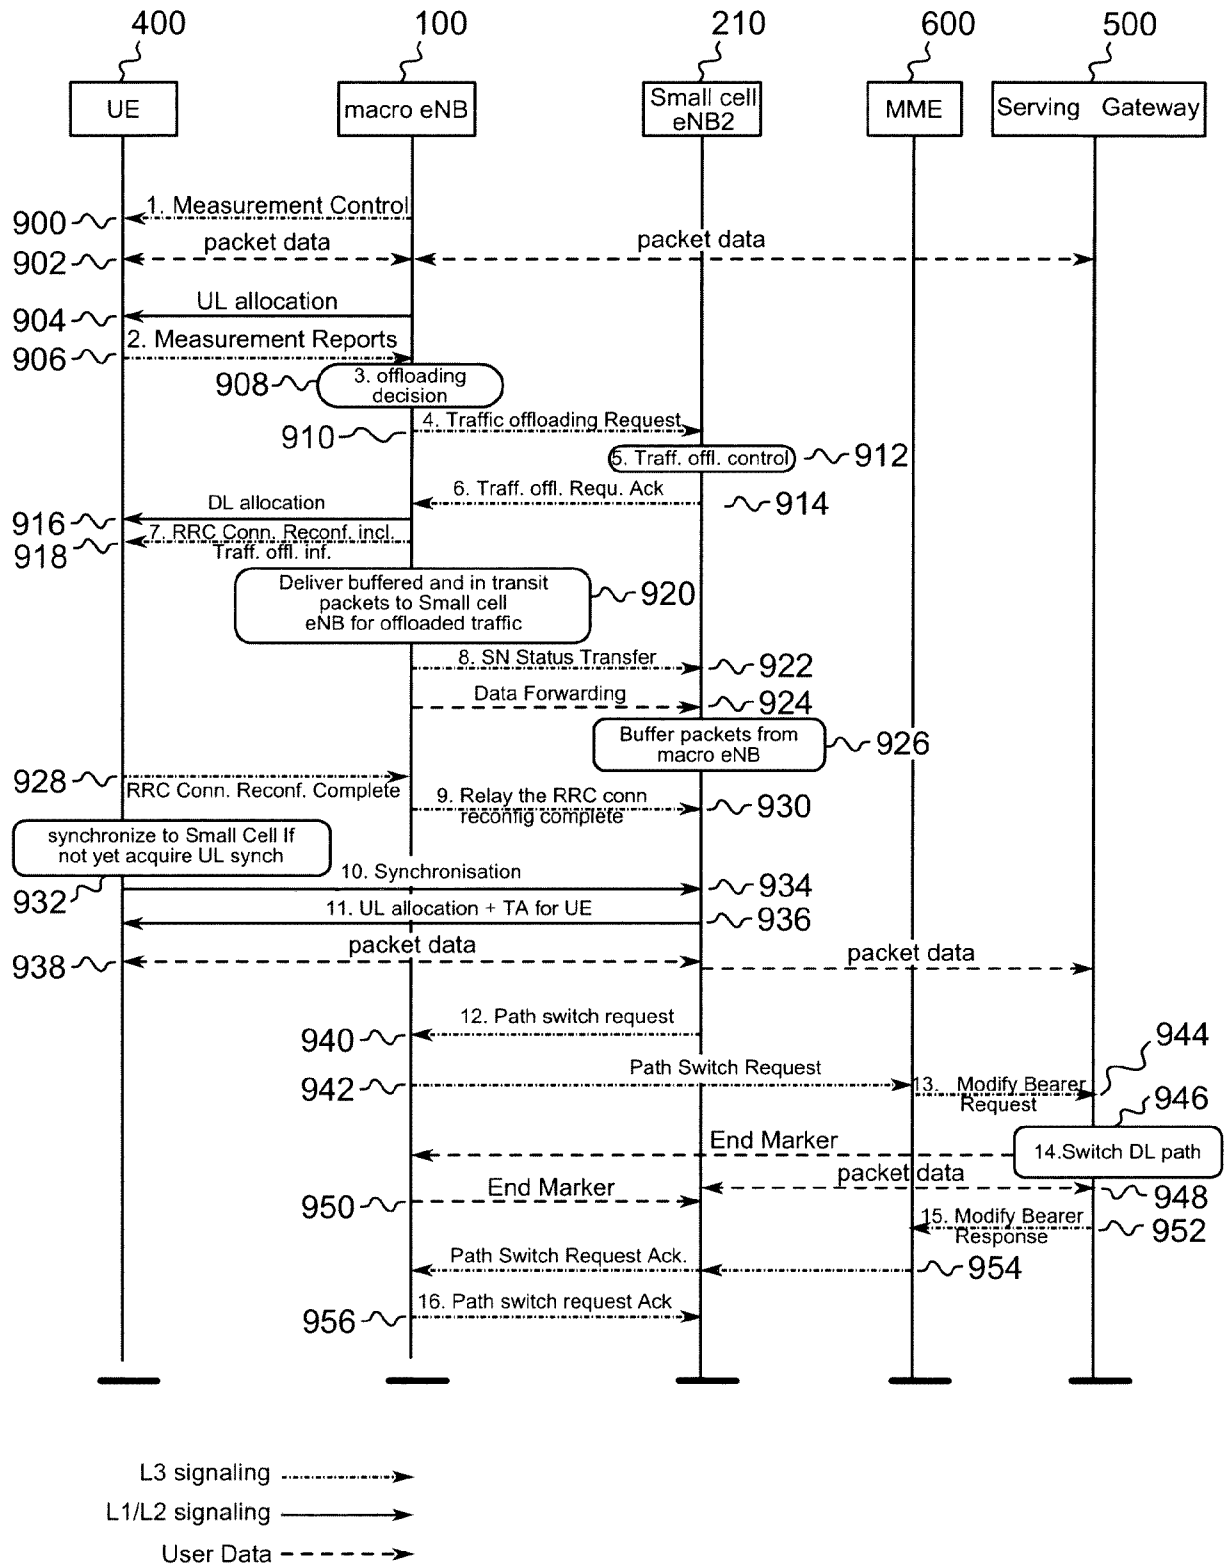 400
100
210
600
500
UE
macro eNB
Small cell
eNB2
MME
Serving Gateway
1. Measurement Control
900
packet data
packet data
902
UL allocation
904
2. Measurement Reports
906
3. offloading
decision
908
4. Traffic offloading Request
910
5. Traff. offl. control
912
6. Traff. offl. Requ. Ack
914
DL allocation
916
7. RRC Conn. Reconf. incl.
Traff. offl. inf.
918
Deliver buffered and in transit
packets to Small cell
eNB for offloaded traffic
920
8. SN Status Transfer
922
Data Forwarding
924
Buffer packets from
macro eNB
926
928
RRC Conn. Reconf. Complete
9. Relay the RRC conn
reconfig complete
930
synchronize to Small Cell If
not yet acquire UL synch
932
10. Synchronisation
934
11. UL allocation + TA for UE
936
packet data
938
packet data
12. Path switch request
940
Path Switch Request
942
13. Modify Bearer
Request
944
946
14.Switch DL path
End Marker
packet data
948
End Marker
950
15. Modify Bearer
Response
952
Path Switch Request Ack.
954
16. Path switch request Ack
956
L3 signaling
L1/L2 signaling
User Data